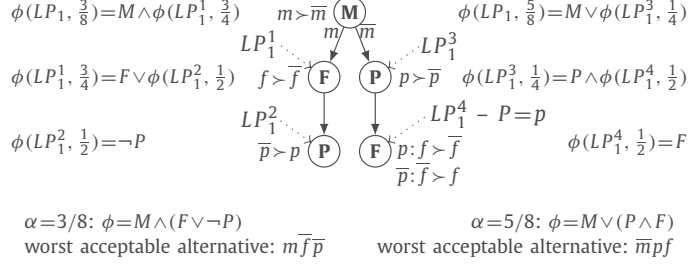 ϕ(LP₁, 3/8)=M∧ϕ(LP₁¹, 3/4) m≻m̅ M ϕ(LP₁, 5/8)=M∨ϕ(LP₁³, 1/4)
m m̅
LP₁¹ LP₁³
ϕ(LP₁¹, 3/4)=F∨ϕ(LP₁², 1/2) f≻f̅ F P p≻p̅ ϕ(LP₁³, 1/4)=P∧ϕ(LP₁⁴, 1/2)
LP₁² LP₁⁴ – P=p
ϕ(LP₁², 1/2)=¬P p̅≻p P F p:f≻f̅ ϕ(LP₁⁴, 1/2)=F
p̅:f̅≻f
α=3/8: ϕ=M∧(F∨¬P) α=5/8: ϕ=M∨(P∧F)
worst acceptable alternative: mf̅p̅ worst acceptable alternative: m̅pf